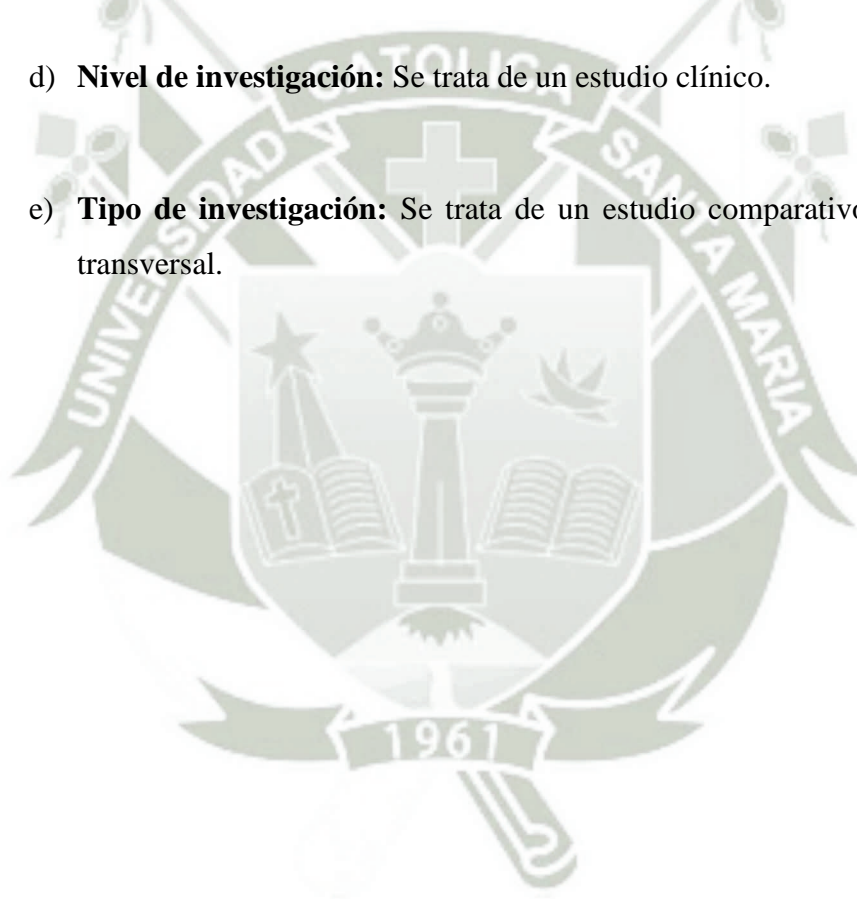 d) Nivel de investigación: Se trata de un estudio clínico.
e) Tipo de investigación: Se trata de un estudio comparativo
transversal.
UNIVERSIDAD CATOLICA SANTA MARIA
1961